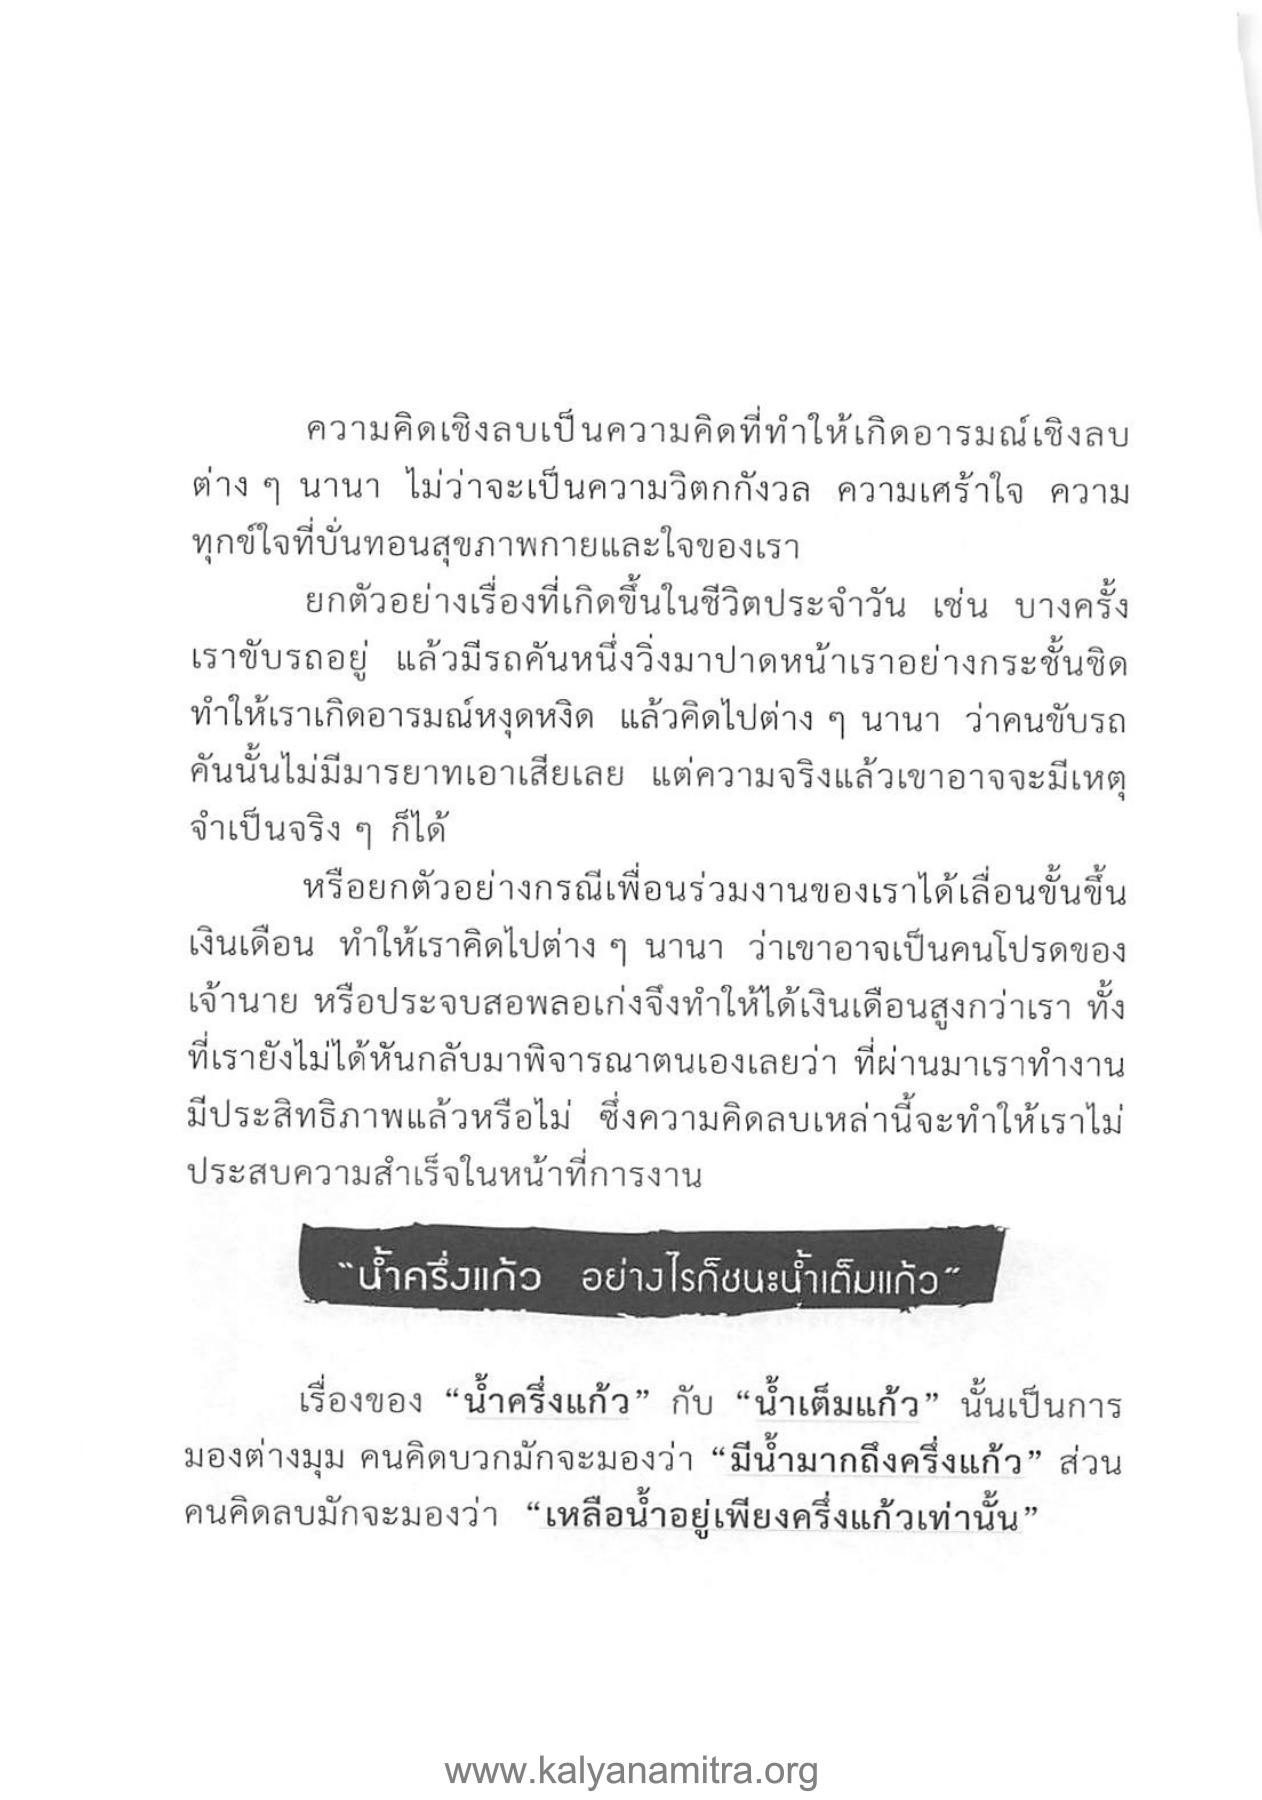 ความคิดเชิงลบเป็นความคิดที่ทำให้เกิดอารมณ์เชิงลบ
ต่าง ๆ นานา ไม่ว่าจะเป็นความวิตกกังวล ความเศร้าใจ ความ
ทุกข์ใจที่บั่นทอนสุขภาพกายและใจของเรา
ยกตัวอย่างเรื่องที่เกิดขึ้นในชีวิตประจำวัน เช่น บางครั้ง
เราขับรถอยู่ แล้วมีรถคันหนึ่งวิ่งมาปาดหน้าเราอย่างกระชั้นชิด
ทำให้เราเกิดอารมณ์หงุดหงิด แล้วคิดไปต่าง ๆ นานา ว่าคนขับรถ
คันนั้นไม่มีมารยาทเอาเสียเลย แต่ความจริงแล้วเขาอาจจะมีเหตุ
จำเป็นจริง ๆ ก็ได้
หรือยกตัวอย่างกรณีเพื่อนร่วมงานของเราได้เลื่อนขั้นขึ้น
เงินเดือน ทำให้เราคิดไปต่าง ๆ นานา ว่าเขาอาจเป็นคนโปรดของ
เจ้านาย หรือประจบสอพลอเก่งจึงทำให้ได้เงินเดือนสูงกว่าเรา ทั้ง
ที่เรายังไม่ได้หันกลับมาพิจารณาตนเองเลยว่า ที่ผ่านมาเราทำงาน
มีประสิทธิภาพแล้วหรือไม่ ซึ่งความคิดลบเหล่านี้จะทำให้เราไม่
ประสบความสำเร็จในหน้าที่การงาน
"น้ำครึ่งแก้ว อย่างไรก็ชนะน้ำเต็มแก้ว"
เรื่องของ “น้ำครึ่งแก้ว” กับ “น้ำเต็มแก้ว” นั้นเป็นการ
มองต่างมุม คนคิดบวกมักจะมองว่า “มีน้ำมากถึงครึ่งแก้ว” ส่วน
คนคิดลบมักจะมองว่า “เหลือน้ำอยู่เพียงครึ่งแก้วเท่านั้น”
www.kalyanamitra.org